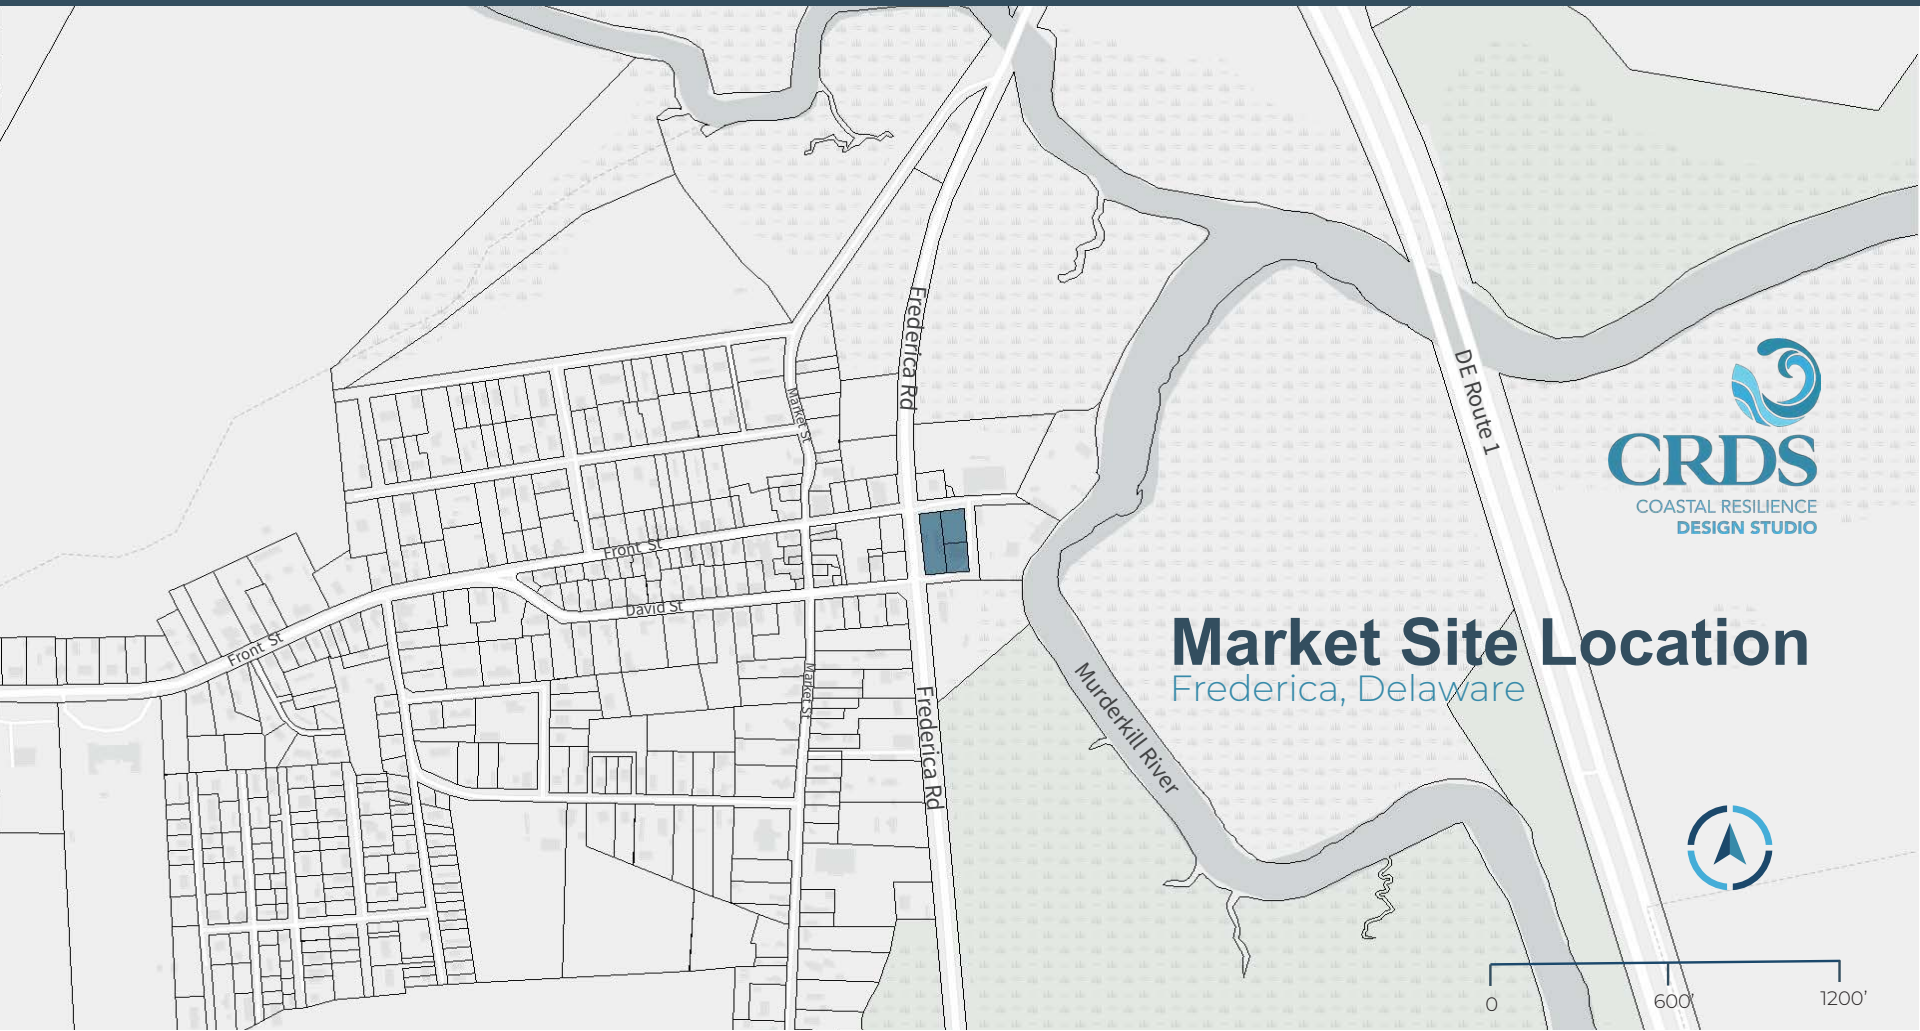 Frederica Rd
DE Route 1
Market St
CRDS
COASTAL RESILIENCE
DESIGN STUDIO
Front St
David St
Front St
Market St
Frederica Rd
Murderkill River
Market Site Location
Frederica, Delaware
0
600'
1200'